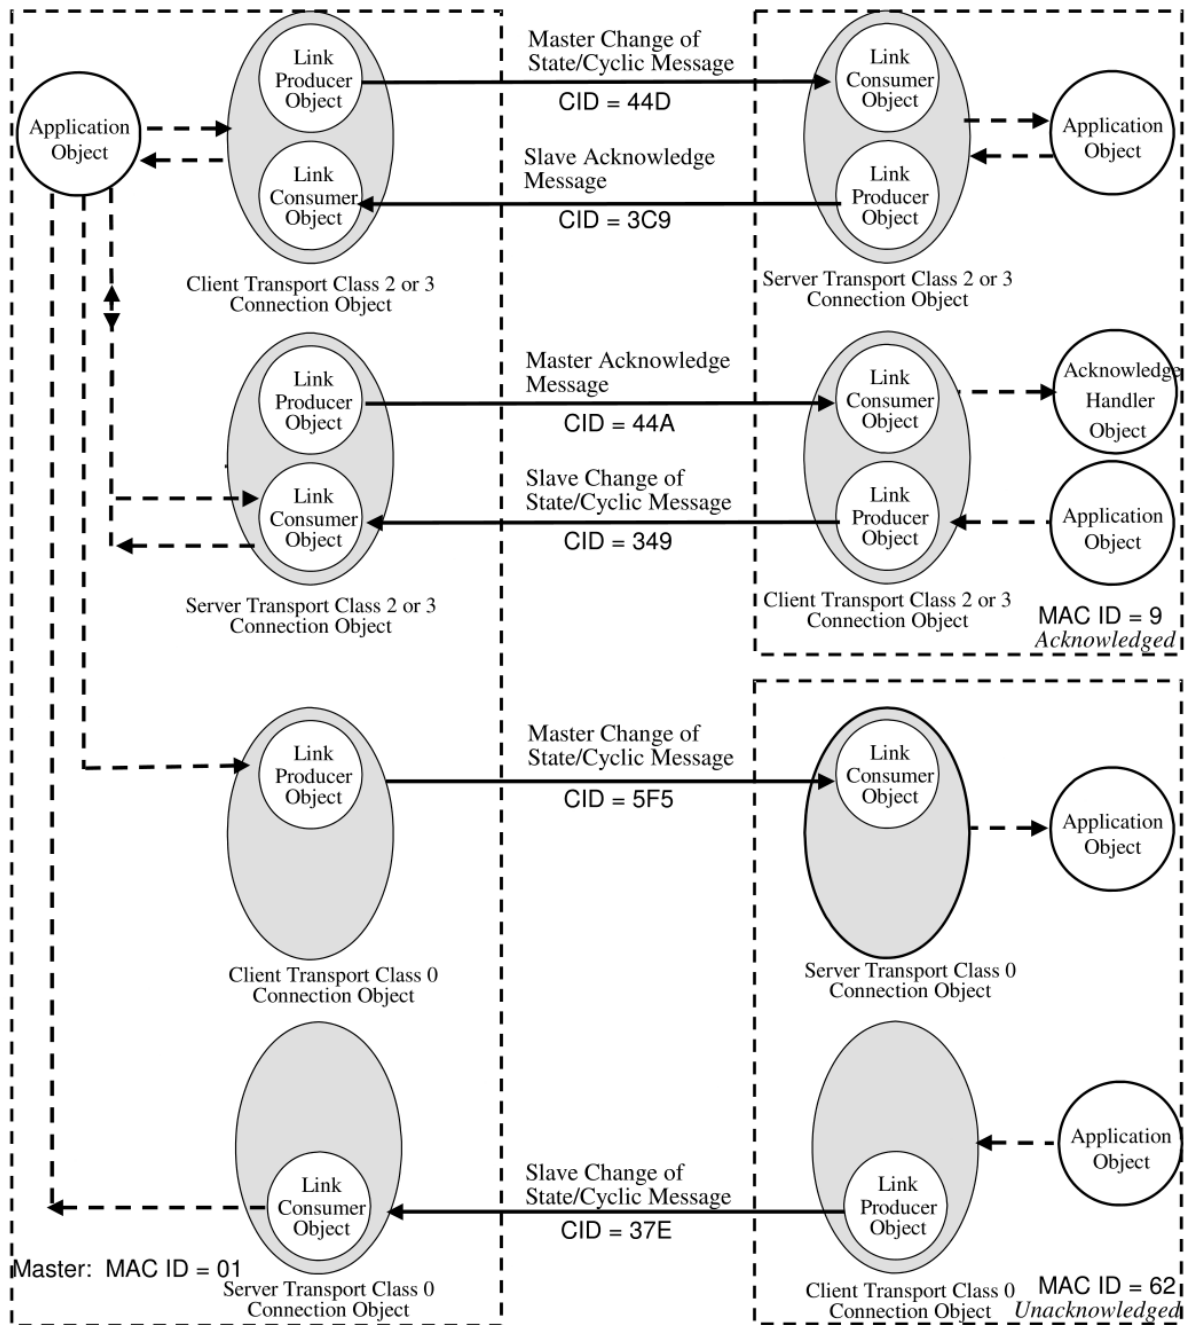 Application
Object
Link
Producer
Object
Link
Consumer
Object
Client Transport Class 2 or 3
Connection Object
Master Change of
State/Cyclic Message
CID = 44D
Slave Acknowledge
Message
CID = 3C9
Link
Consumer
Object
Link
Producer
Object
Server Transport Class 2 or 3
Connection Object
Application
Object
Link
Producer
Object
Link
Consumer
Object
Server Transport Class 2 or 3
Connection Object
Master Acknowledge
Message
CID = 44A
Slave Change of
State/Cyclic Message
CID = 349
Link
Consumer
Object
Link
Producer
Object
Client Transport Class 2 or 3
Connection Object
Acknowledge
Handler
Object
Application
Object
MAC ID = 9
Acknowledged
Link
Producer
Object
Client Transport Class 0
Connection Object
Master Change of
State/Cyclic Message
CID = 5F5
Link
Consumer
Object
Server Transport Class 0
Connection Object
Application
Object
Link
Consumer
Object
Server Transport Class 0
Connection Object
Slave Change of
State/Cyclic Message
CID = 37E
Link
Producer
Object
Client Transport Class 0
Connection Object
Application
Object
Master: MAC ID = 01
MAC ID = 62
Unacknowledged